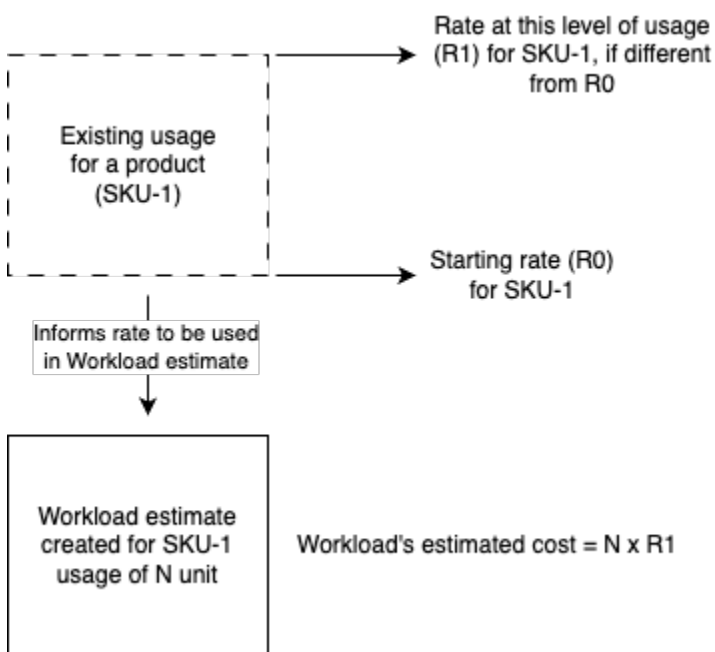 Rate at this level of usage
(R1) for SKU-1, if different
from R0
Existing usage
for a product
(SKU-1)
Starting rate (R0)
for SKU-1
Informs rate to be used
in Workload estimate
Workload estimate
created for SKU-1
usage of N unit
Workload's estimated cost = N x R1